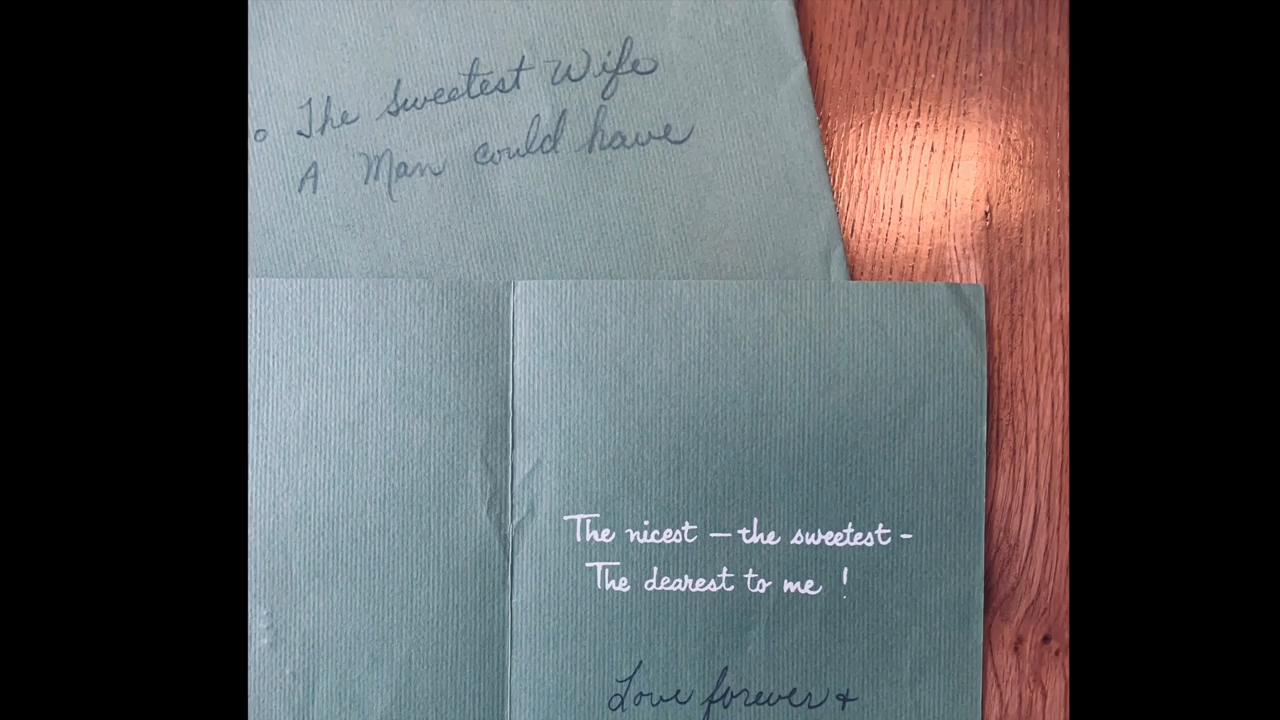 o The Sweetest Wife
A Man could have
The nicest — the sweetest -
The dearest to me !
Love forever +